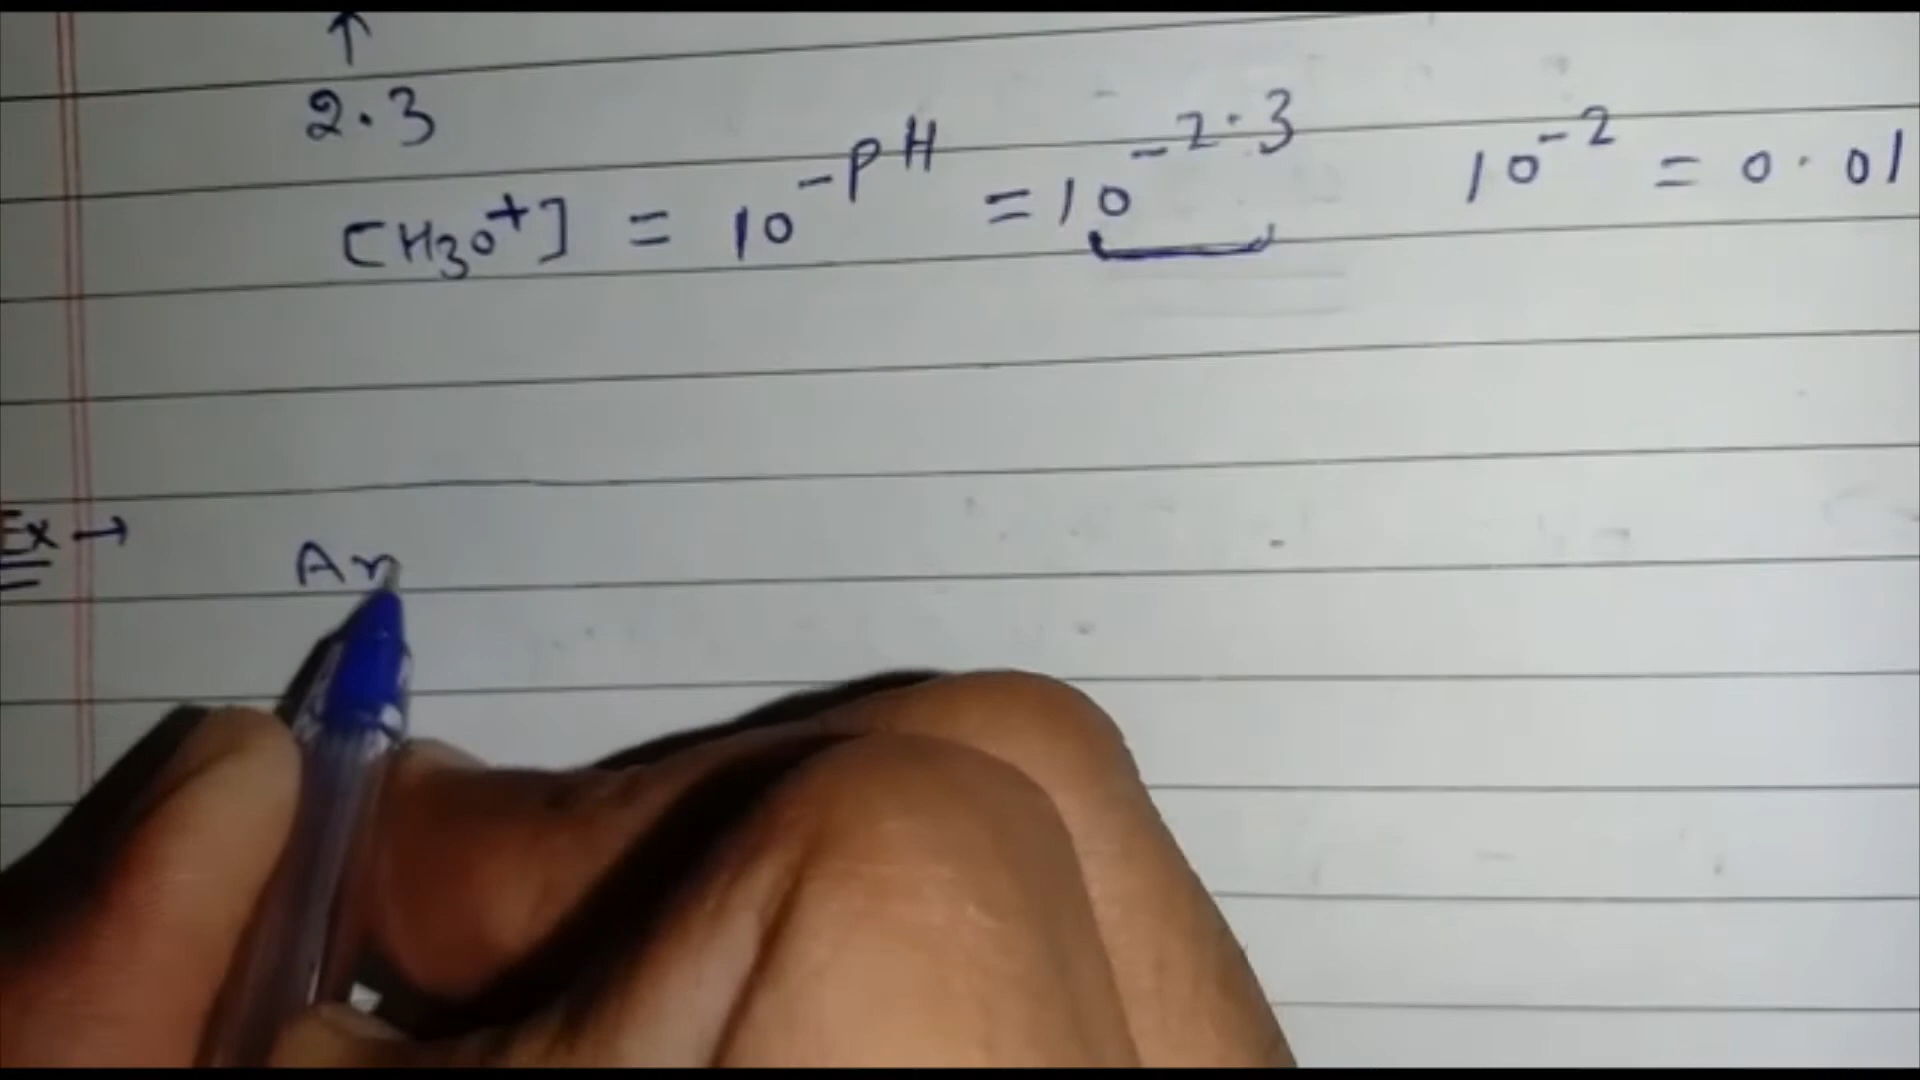 ↑
2.3
[H₃O⁺] = 10⁻ᵖᴴ = 10⁻²·³ 10⁻² = 0.01
Ex → An